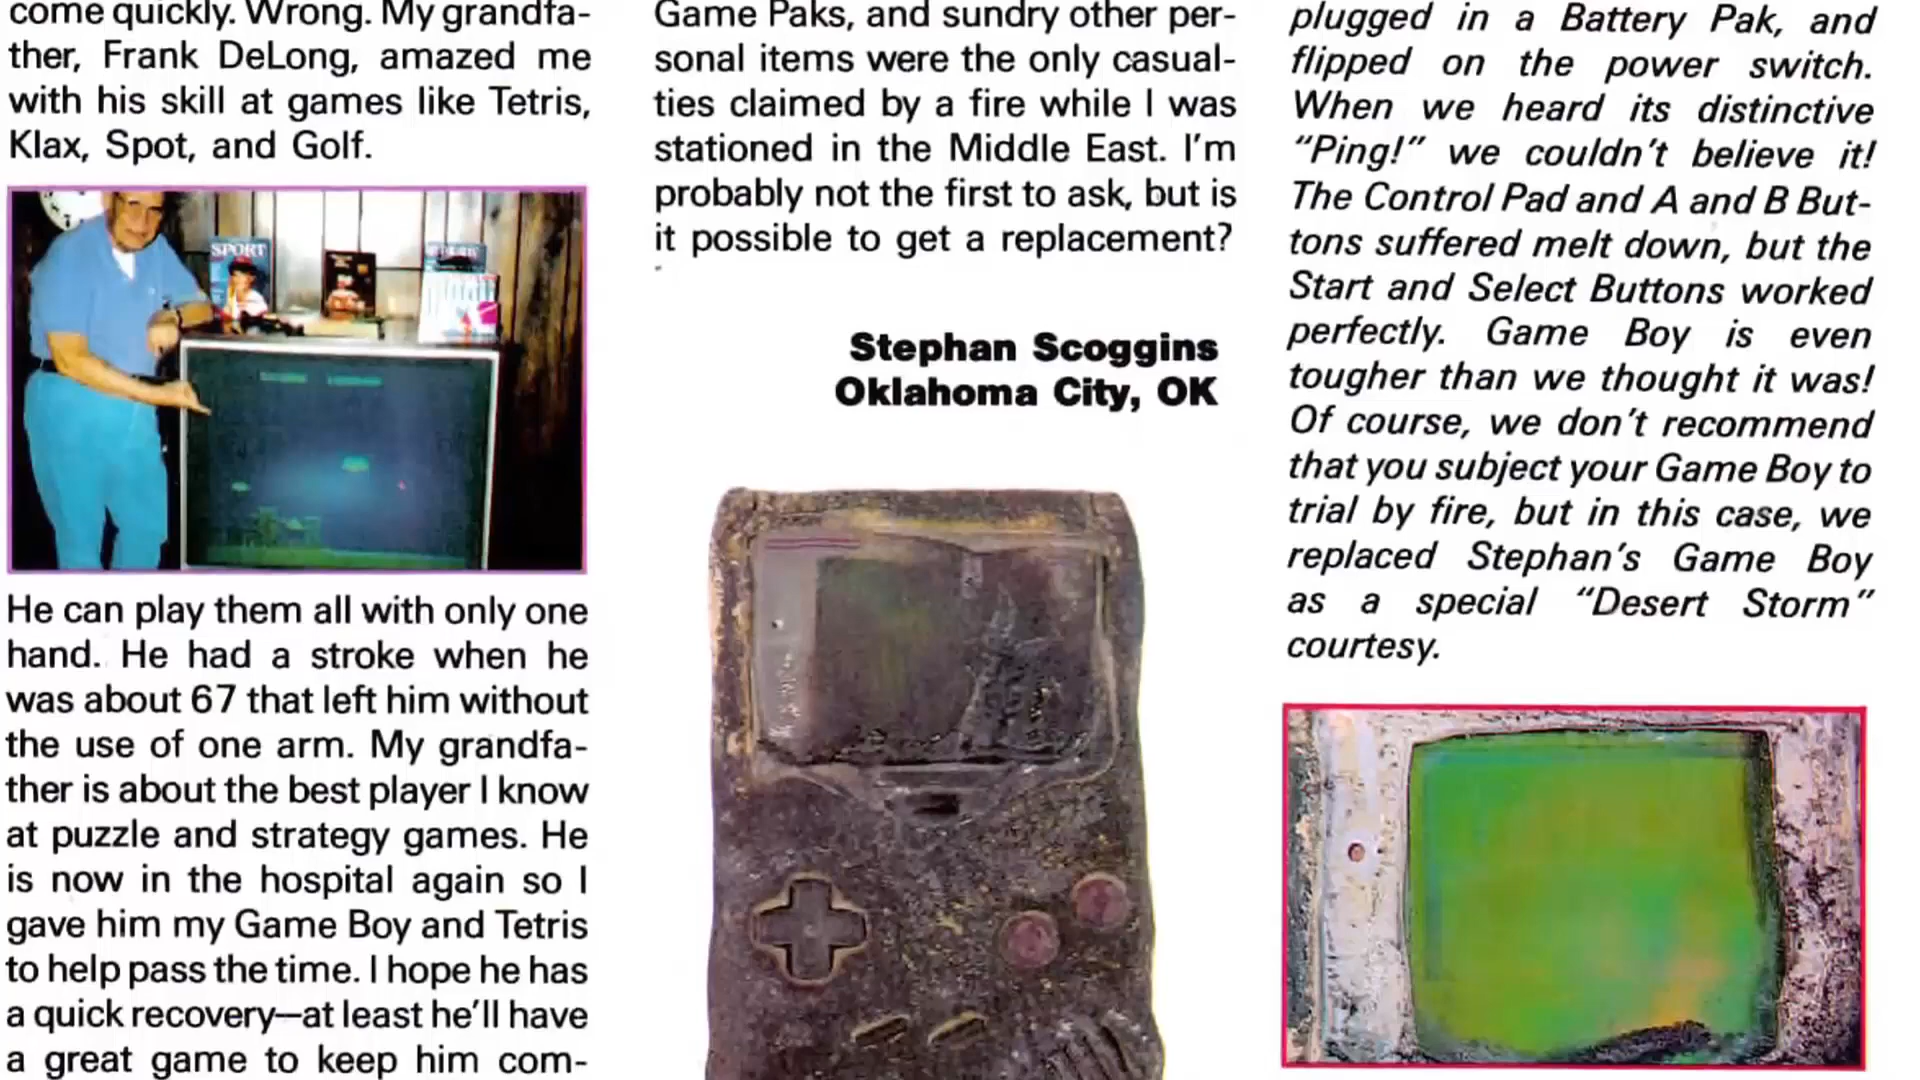 come quickly. Wrong. My grandfa-
ther, Frank DeLong, amazed me
with his skill at games like Tetris,
Klax, Spot, and Golf.
SPORT
He can play them all with only one
hand. He had a stroke when he
was about 67 that left him without
the use of one arm. My grandfa-
ther is about the best player I know
at puzzle and strategy games. He
is now in the hospital again so I
gave him my Game Boy and Tetris
to help pass the time. I hope he has
a quick recovery—at least he'll have
a great game to keep him com-
Game Paks, and sundry other per-
sonal items were the only casual-
ties claimed by a fire while I was
stationed in the Middle East. I'm
probably not the first to ask, but is
it possible to get a replacement?
Stephan Scoggins
Oklahoma City, OK
plugged in a Battery Pak, and
flipped on the power switch.
When we heard its distinctive
"Ping!" we couldn't believe it!
The Control Pad and A and B But-
tons suffered melt down, but the
Start and Select Buttons worked
perfectly. Game Boy is even
tougher than we thought it was!
Of course, we don't recommend
that you subject your Game Boy to
trial by fire, but in this case, we
replaced Stephan's Game Boy
as a special "Desert Storm"
courtesy.